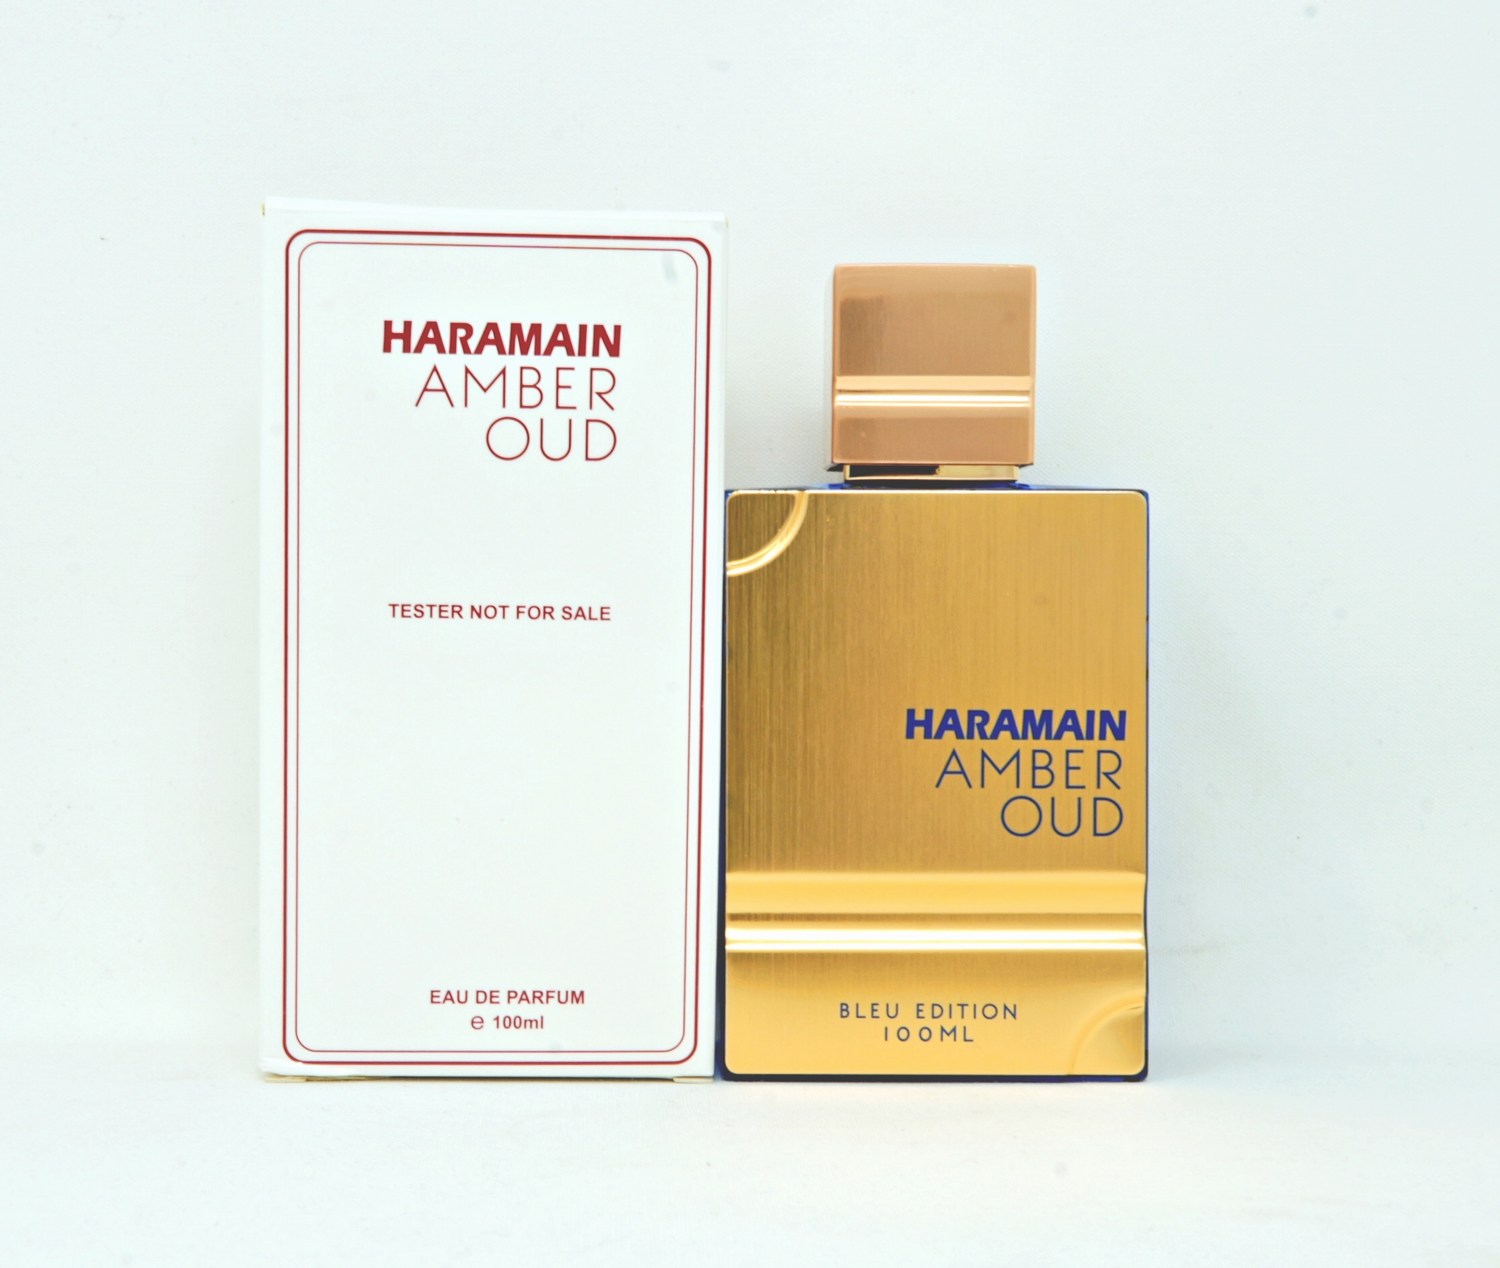 HARAMAIN
AMBER
OUD
TESTER NOT FOR SALE
EAU DE PARFUM
℮ 100ml
HARAMAIN
AMBER
OUD
BLEU EDITION
100ML